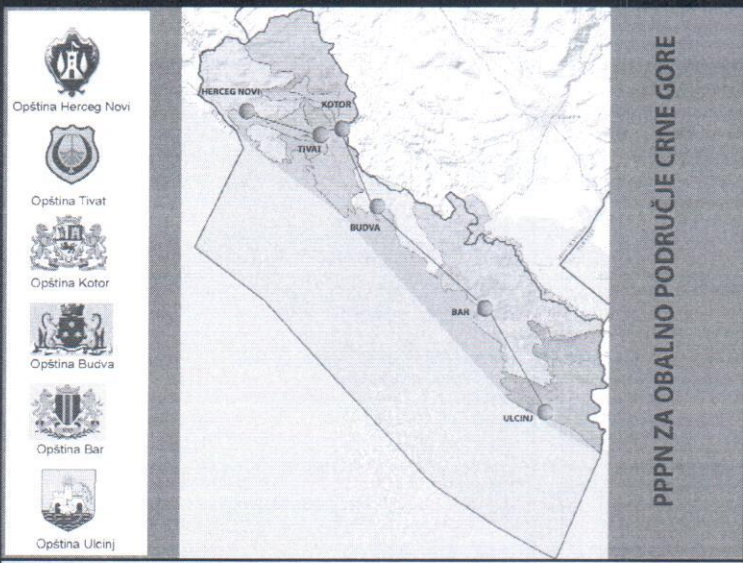 Opština Herceg Novi
Opština Tivat
Opština Kotor
Opština Budva
Opština Bar
Opština Ulcinj
HERCEG NOVI
KOTOR
TIVAT
BUDVA
BAR
ULCINJ
PPPN ZA OBALNO PODRUČJE CRNE GORE